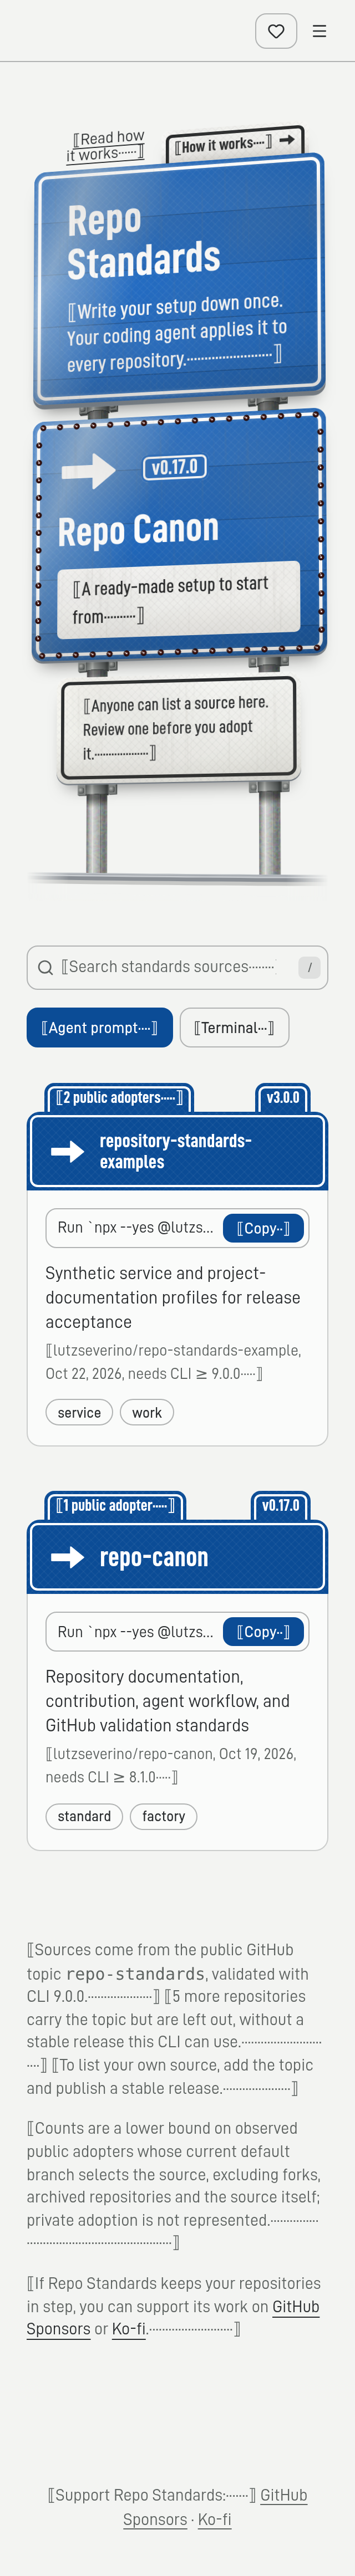 ⟦Read how
it works······⟧
⟦How it works····⟧
Repo
Standards
⟦Write your setup down once.
Your coding agent applies it to
every repository.························⟧
v0.17.0
Repo Canon
⟦A ready-made setup to start
from··········⟧
⟦Anyone can list a source here.
Review one before you adopt
it.···················⟧
⟦Search standards sources········
/
⟦Agent prompt····⟧
⟦Terminal···⟧
⟦2 public adopters·····⟧
v3.0.0
repository-standards-
examples
Run `npx --yes @lutzs...
⟦Copy··⟧
Synthetic service and project-
documentation profiles for release
acceptance
⟦lutzseverino/repo-standards-example,
Oct 22, 2026, needs CLI ≥ 9.0.0·····⟧
service
work
⟦1 public adopter·····⟧
v0.17.0
repo-canon
Run `npx --yes @lutzs...
⟦Copy··⟧
Repository documentation,
contribution, agent workflow, and
GitHub validation standards
⟦lutzseverino/repo-canon, Oct 19, 2026,
needs CLI ≥ 8.1.0·····⟧
standard
factory
⟦Sources come from the public GitHub
topic repo-standards, validated with
CLI 9.0.0.····················⟧ ⟦5 more repositories
carry the topic but are left out, without a
stable release this CLI can use.·························
····⟧ ⟦To list your own source, add the topic
and publish a stable release.·····················⟧
⟦Counts are a lower bound on observed
public adopters whose current default
branch selects the source, excluding forks,
archived repositories and the source itself;
private adoption is not represented.···············
·············································⟧
⟦If Repo Standards keeps your repositories
in step, you can support its work on GitHub
Sponsors or Ko-fi.··························⟧
⟦Support Repo Standards:·······⟧ GitHub
Sponsors · Ko-fi